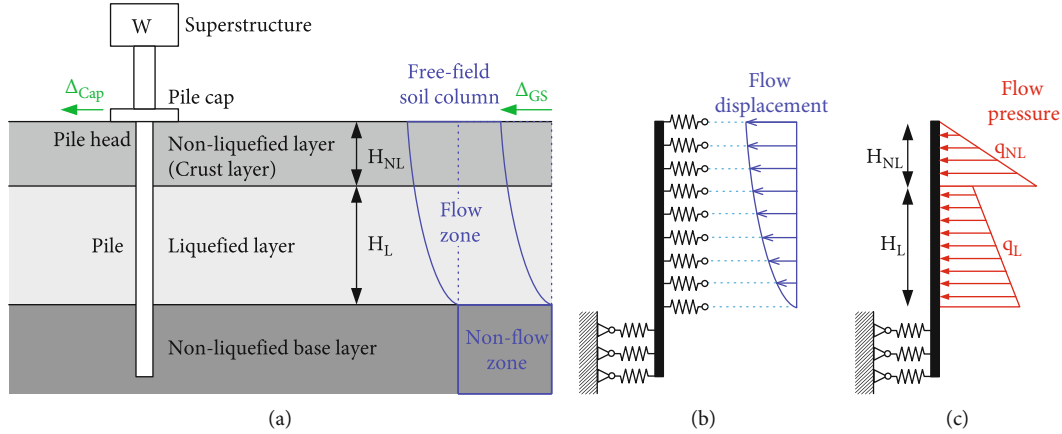 W
Superstructure
Δ_Cap
Pile cap
Free-field
soil column
Δ_GS
Pile head
Non-liquefied layer
(Crust layer)
H_NL
Flow
zone
Pile
Liquefied layer
H_L
Non-liquefied base layer
Non-flow
zone
(a)
Flow
displacement
(b)
Flow
pressure
H_NL
q_NL
H_L
q_L
(c)